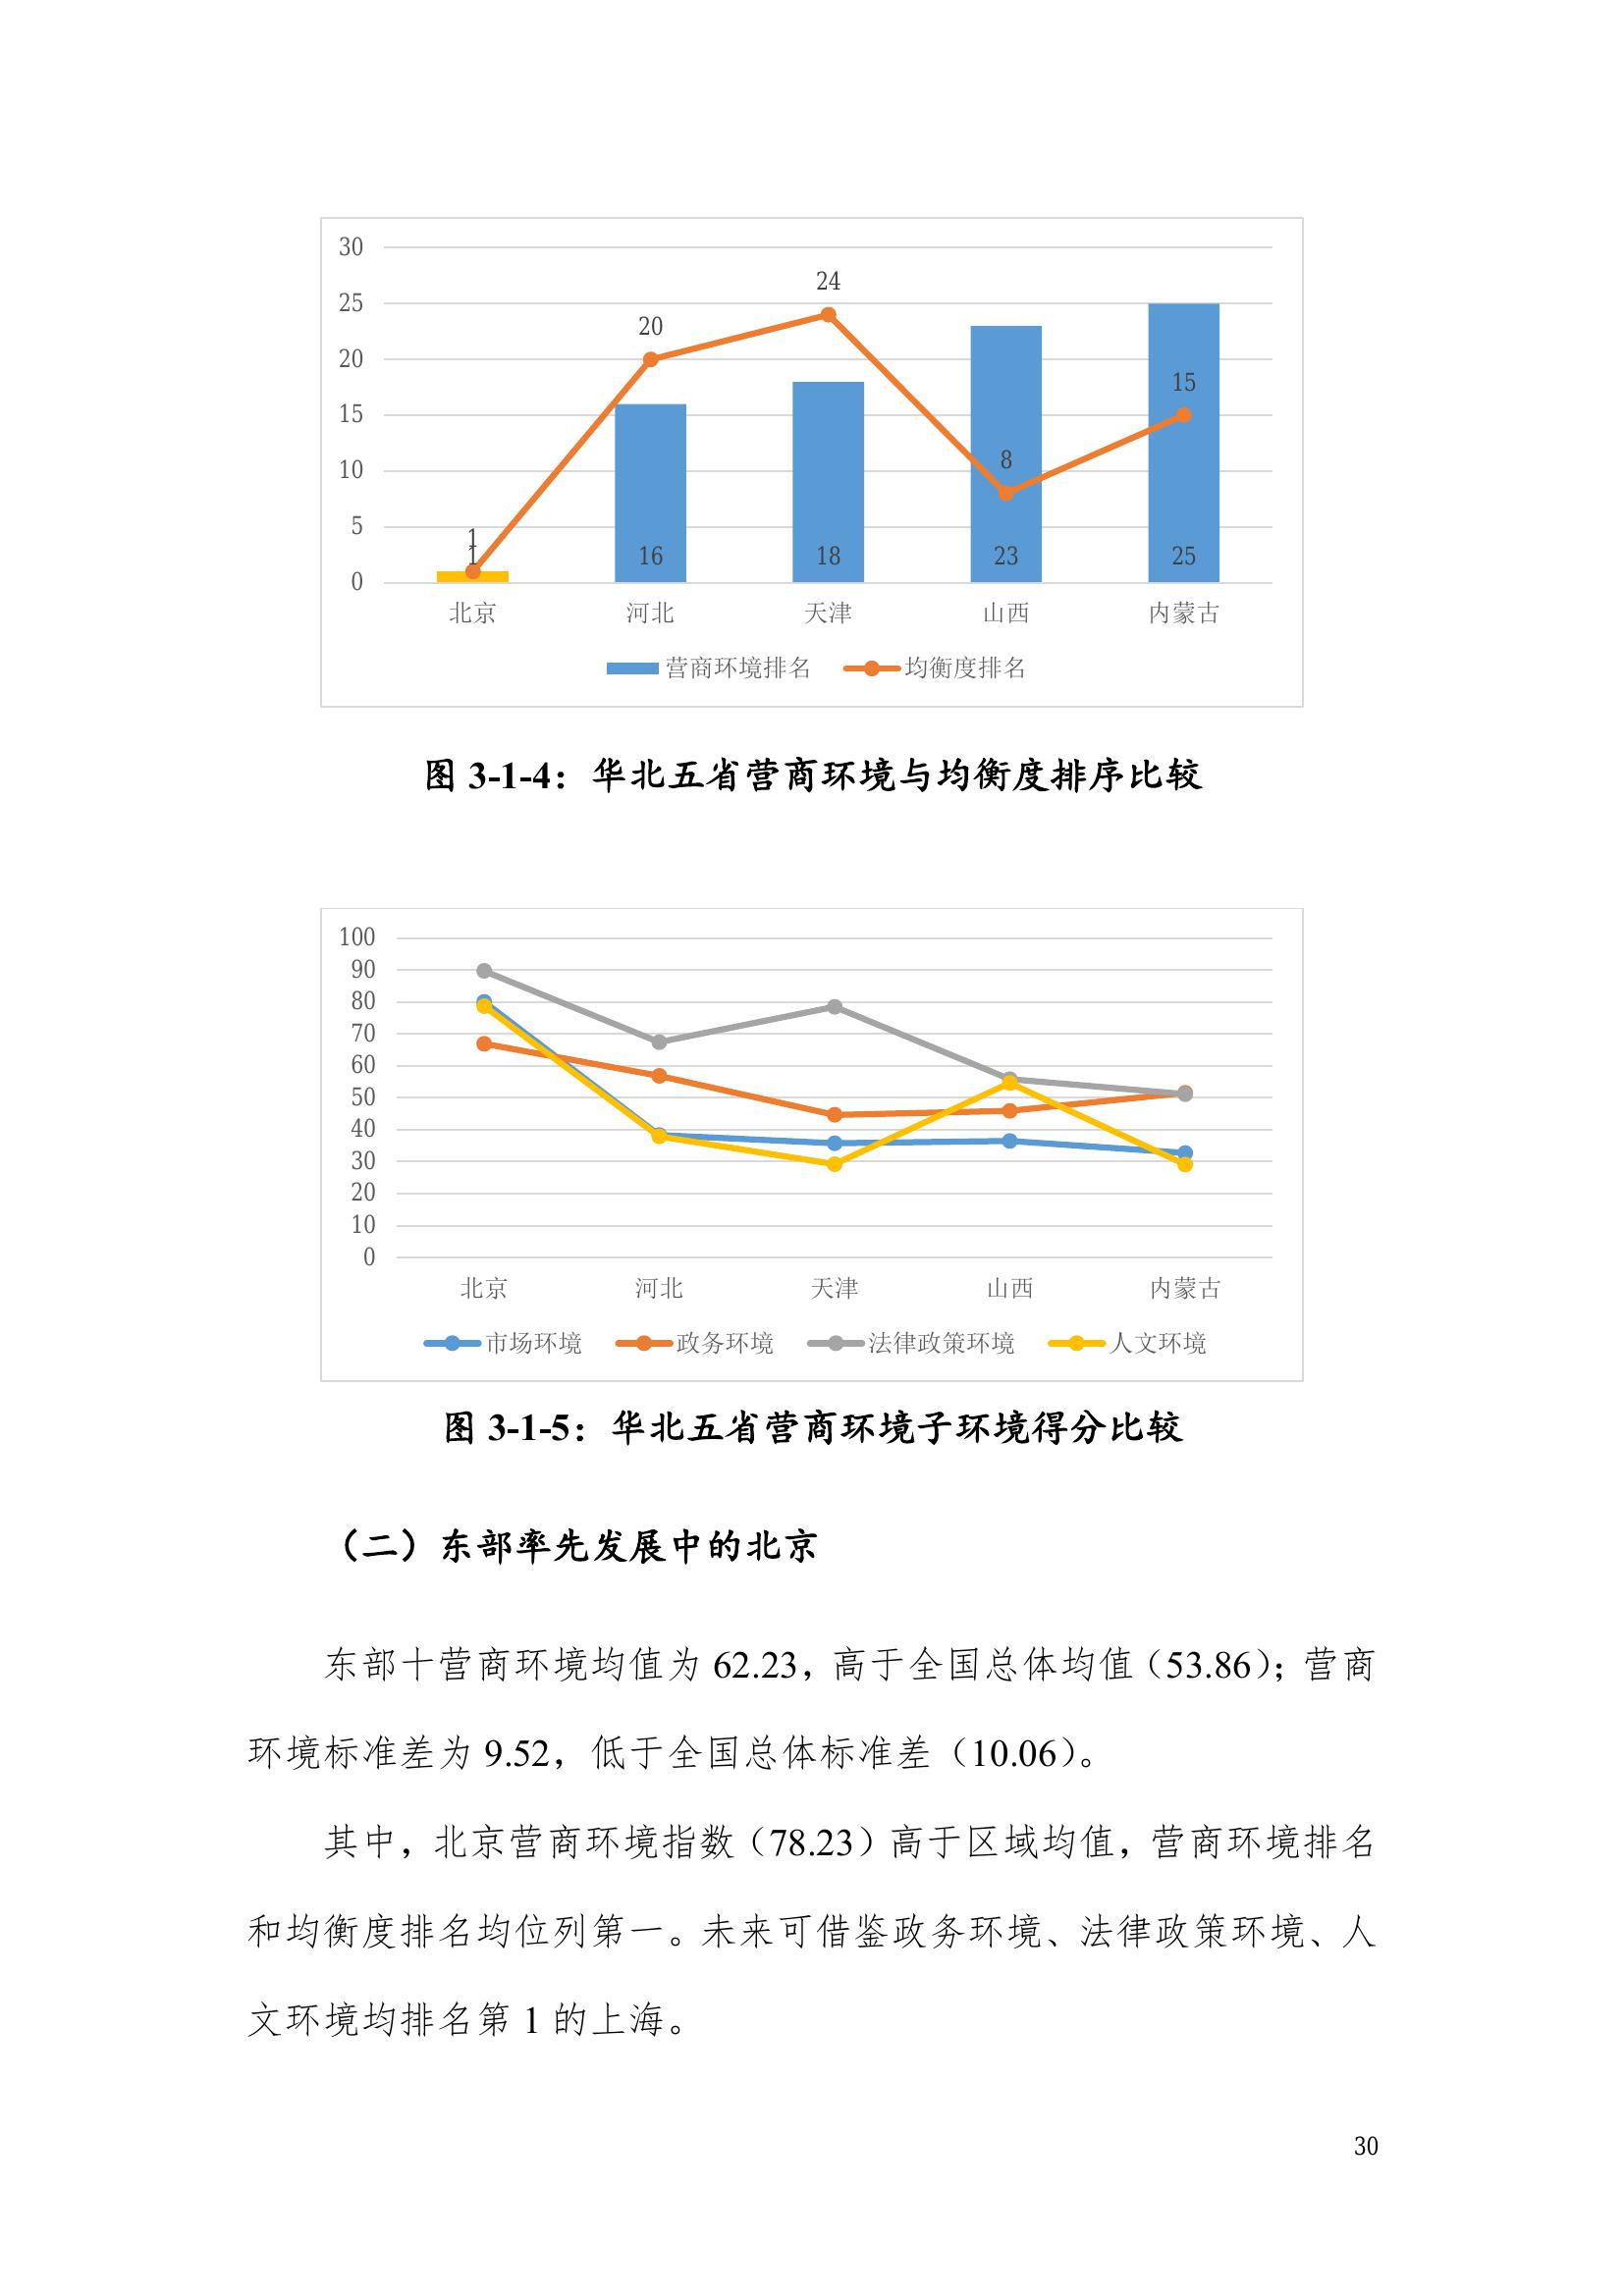 30
25
20
15
10
5
0
1
1
20
16
24
18
8
23
15
25
北京 河北 天津 山西 内蒙古
营商环境排名 均衡度排名
图 3-1-4：华北五省营商环境与均衡度排序比较
100
90
80
70
60
50
40
30
20
10
0
北京 河北 天津 山西 内蒙古
市场环境 政务环境 法律政策环境 人文环境
图 3-1-5：华北五省营商环境子环境得分比较
（二）东部率先发展中的北京
东部十营商环境均值为 62.23，高于全国总体均值（53.86）；营商
环境标准差为 9.52，低于全国总体标准差（10.06）。
其中，北京营商环境指数（78.23）高于区域均值，营商环境排名
和均衡度排名均位列第一。未来可借鉴政务环境、法律政策环境、人
文环境均排名第 1 的上海。
30